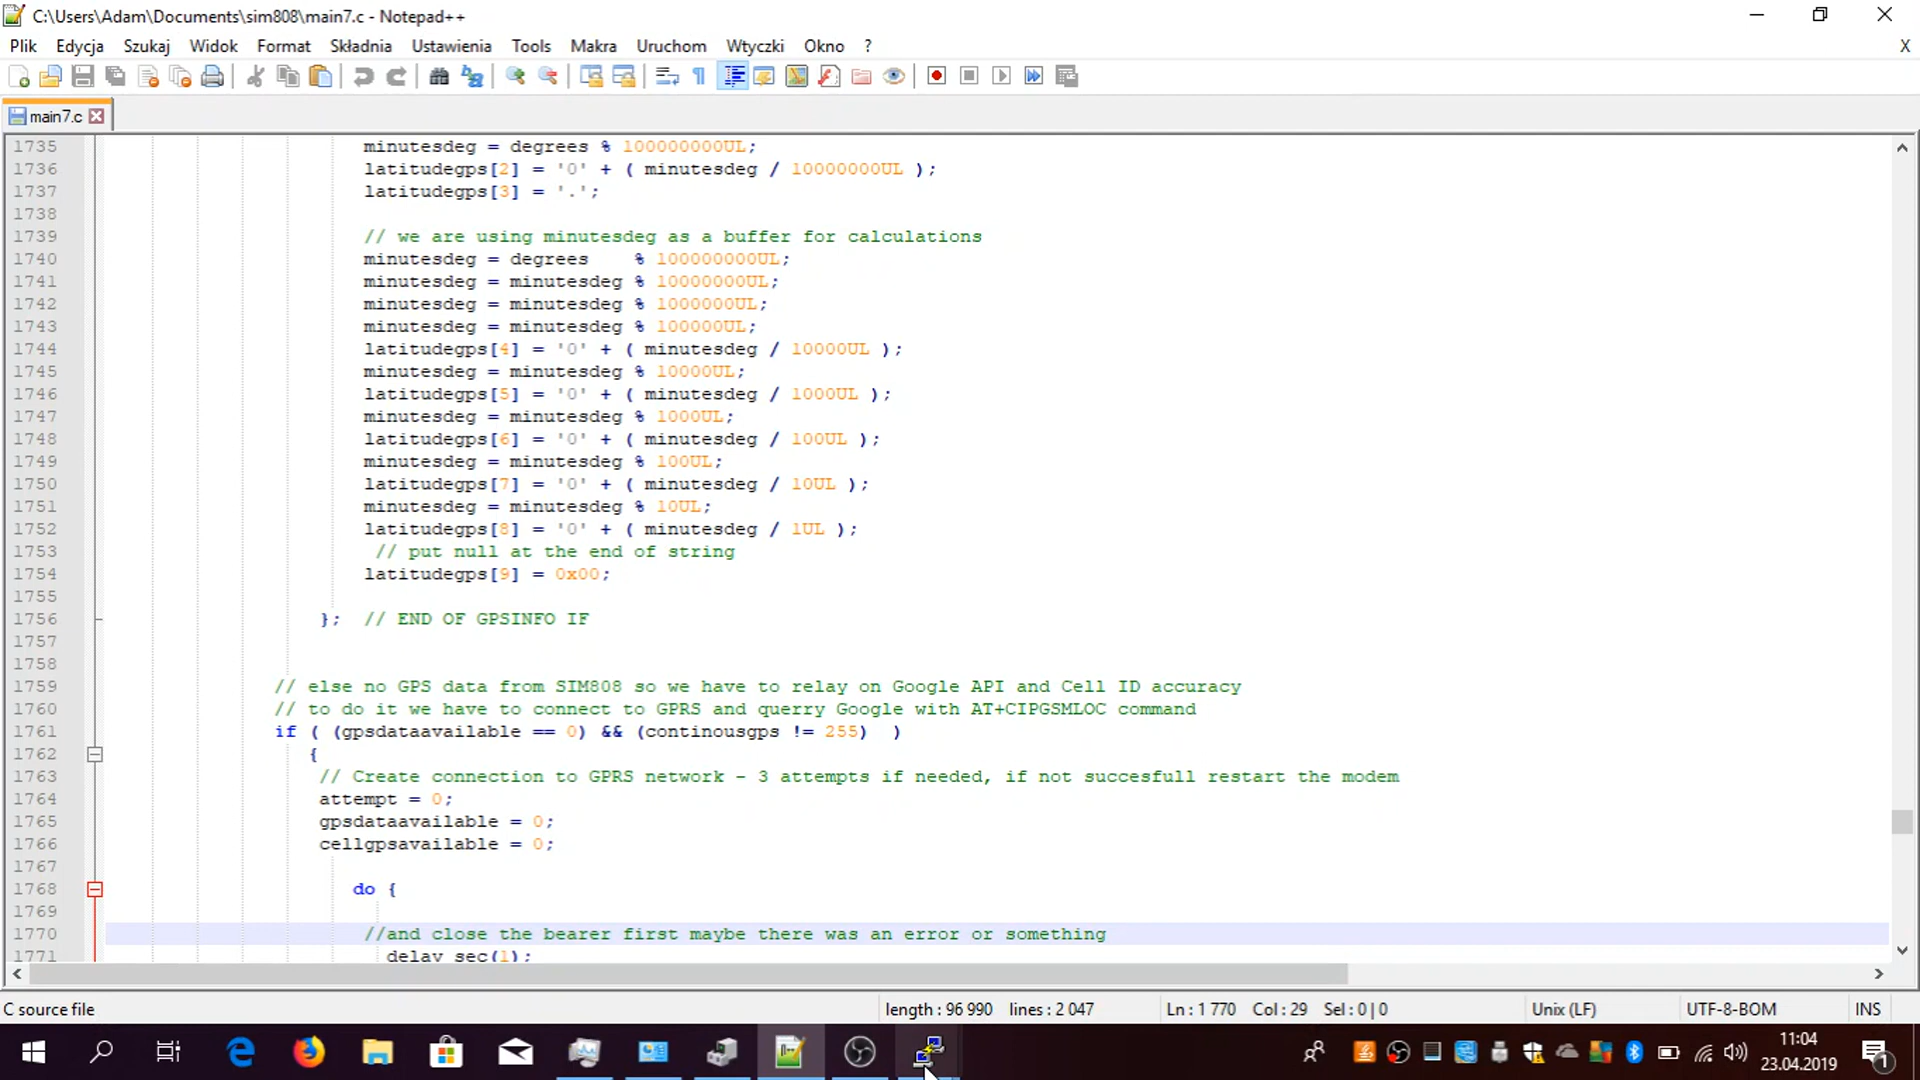 C:\Users\Adam\Documents\sim808\main7.c - Notepad++
Plik Edycja Szukaj Widok Format Składnia Ustawienia Tools Makra Uruchom Wtyczki Okno ? X
main7.c
1735 minutesdeg = degrees % 100000000UL;
1736 latitudegps[2] = '0' + ( minutesdeg / 10000000UL );
1737 latitudegps[3] = '.';
1738
1739 // we are using minutesdeg as a buffer for calculations
1740 minutesdeg = degrees    % 100000000UL;
1741 minutesdeg = minutesdeg % 10000000UL;
1742 minutesdeg = minutesdeg % 1000000UL;
1743 minutesdeg = minutesdeg % 100000UL;
1744 latitudegps[4] = '0' + ( minutesdeg / 10000UL );
1745 minutesdeg = minutesdeg % 10000UL;
1746 latitudegps[5] = '0' + ( minutesdeg / 1000UL );
1747 minutesdeg = minutesdeg % 1000UL;
1748 latitudegps[6] = '0' + ( minutesdeg / 100UL );
1749 minutesdeg = minutesdeg % 100UL;
1750 latitudegps[7] = '0' + ( minutesdeg / 10UL );
1751 minutesdeg = minutesdeg % 10UL;
1752 latitudegps[8] = '0' + ( minutesdeg / 1UL );
1753 // put null at the end of string
1754 latitudegps[9] = 0x00;
1755
1756 }; // END OF GPSINFO IF
1757
1758
1759 // else no GPS data from SIM808 so we have to relay on Google API and Cell ID accuracy
1760 // to do it we have to connect to GPRS and querry Google with AT+CIPGSMLOC command
1761 if ( (gpsdataavailable == 0) && (continousgps != 255) )
1762 {
1763 // Create connection to GPRS network - 3 attempts if needed, if not succesfull restart the modem
1764 attempt = 0;
1765 gpsdataavailable = 0;
1766 cellgpsavailable = 0;
1767
1768 do {
1769
1770 //and close the bearer first maybe there was an error or something
1771 delay_sec(1);
C source file length : 96 990 lines : 2 047 Ln : 1 770 Col : 29 Sel : 0 | 0 Unix (LF) UTF-8-BOM INS
11:04
23.04.2019
1